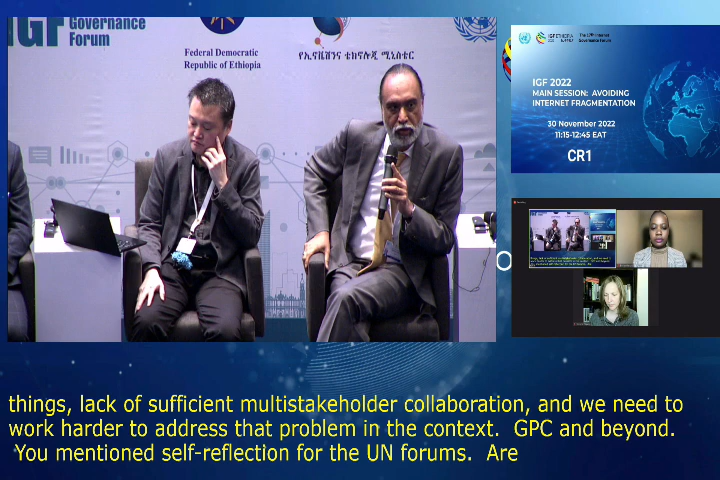 IGF Governance
Forum
Federal Democratic
Republic of Ethiopia
የኢኖቬሽንና ቴክኖሎጂ ሚኒስቴር
IGF 2022
MAIN SESSION: AVOIDING
INTERNET FRAGMENTATION
30 November 2022
11:15-12:45 EAT
CR1
things, lack of sufficient multistakeholder collaboration, and we need to
work harder to address that problem in the context. GPC and beyond.
You mentioned self-reflection for the UN forums. Are